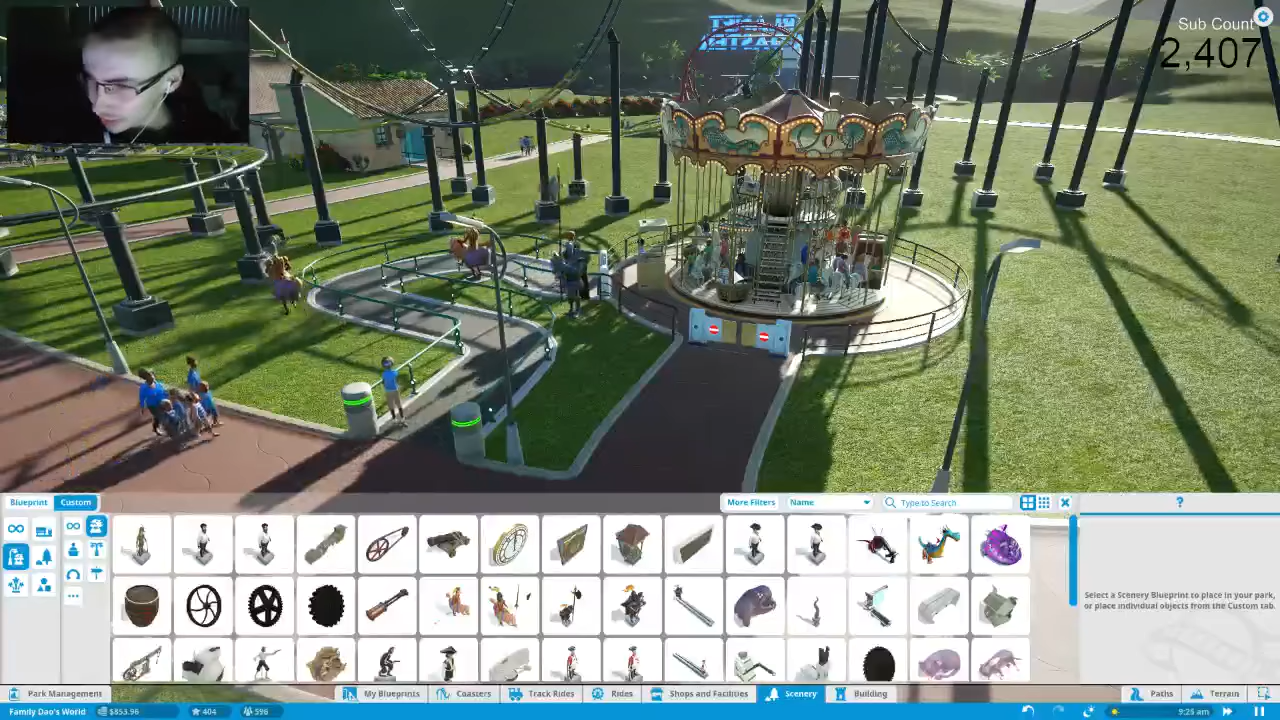 Sub Count
2,407
Blueprint Custom
More Filters Name Type to Search
?
Select a Scenery Blueprint to place in your park,
or place individual objects from the Custom tab.
Park Management My Blueprints Coasters Track Rides Rides Shops and Facilities Scenery Building Paths Terrain
Family Dao's World $853.96 404 596 9:25 am